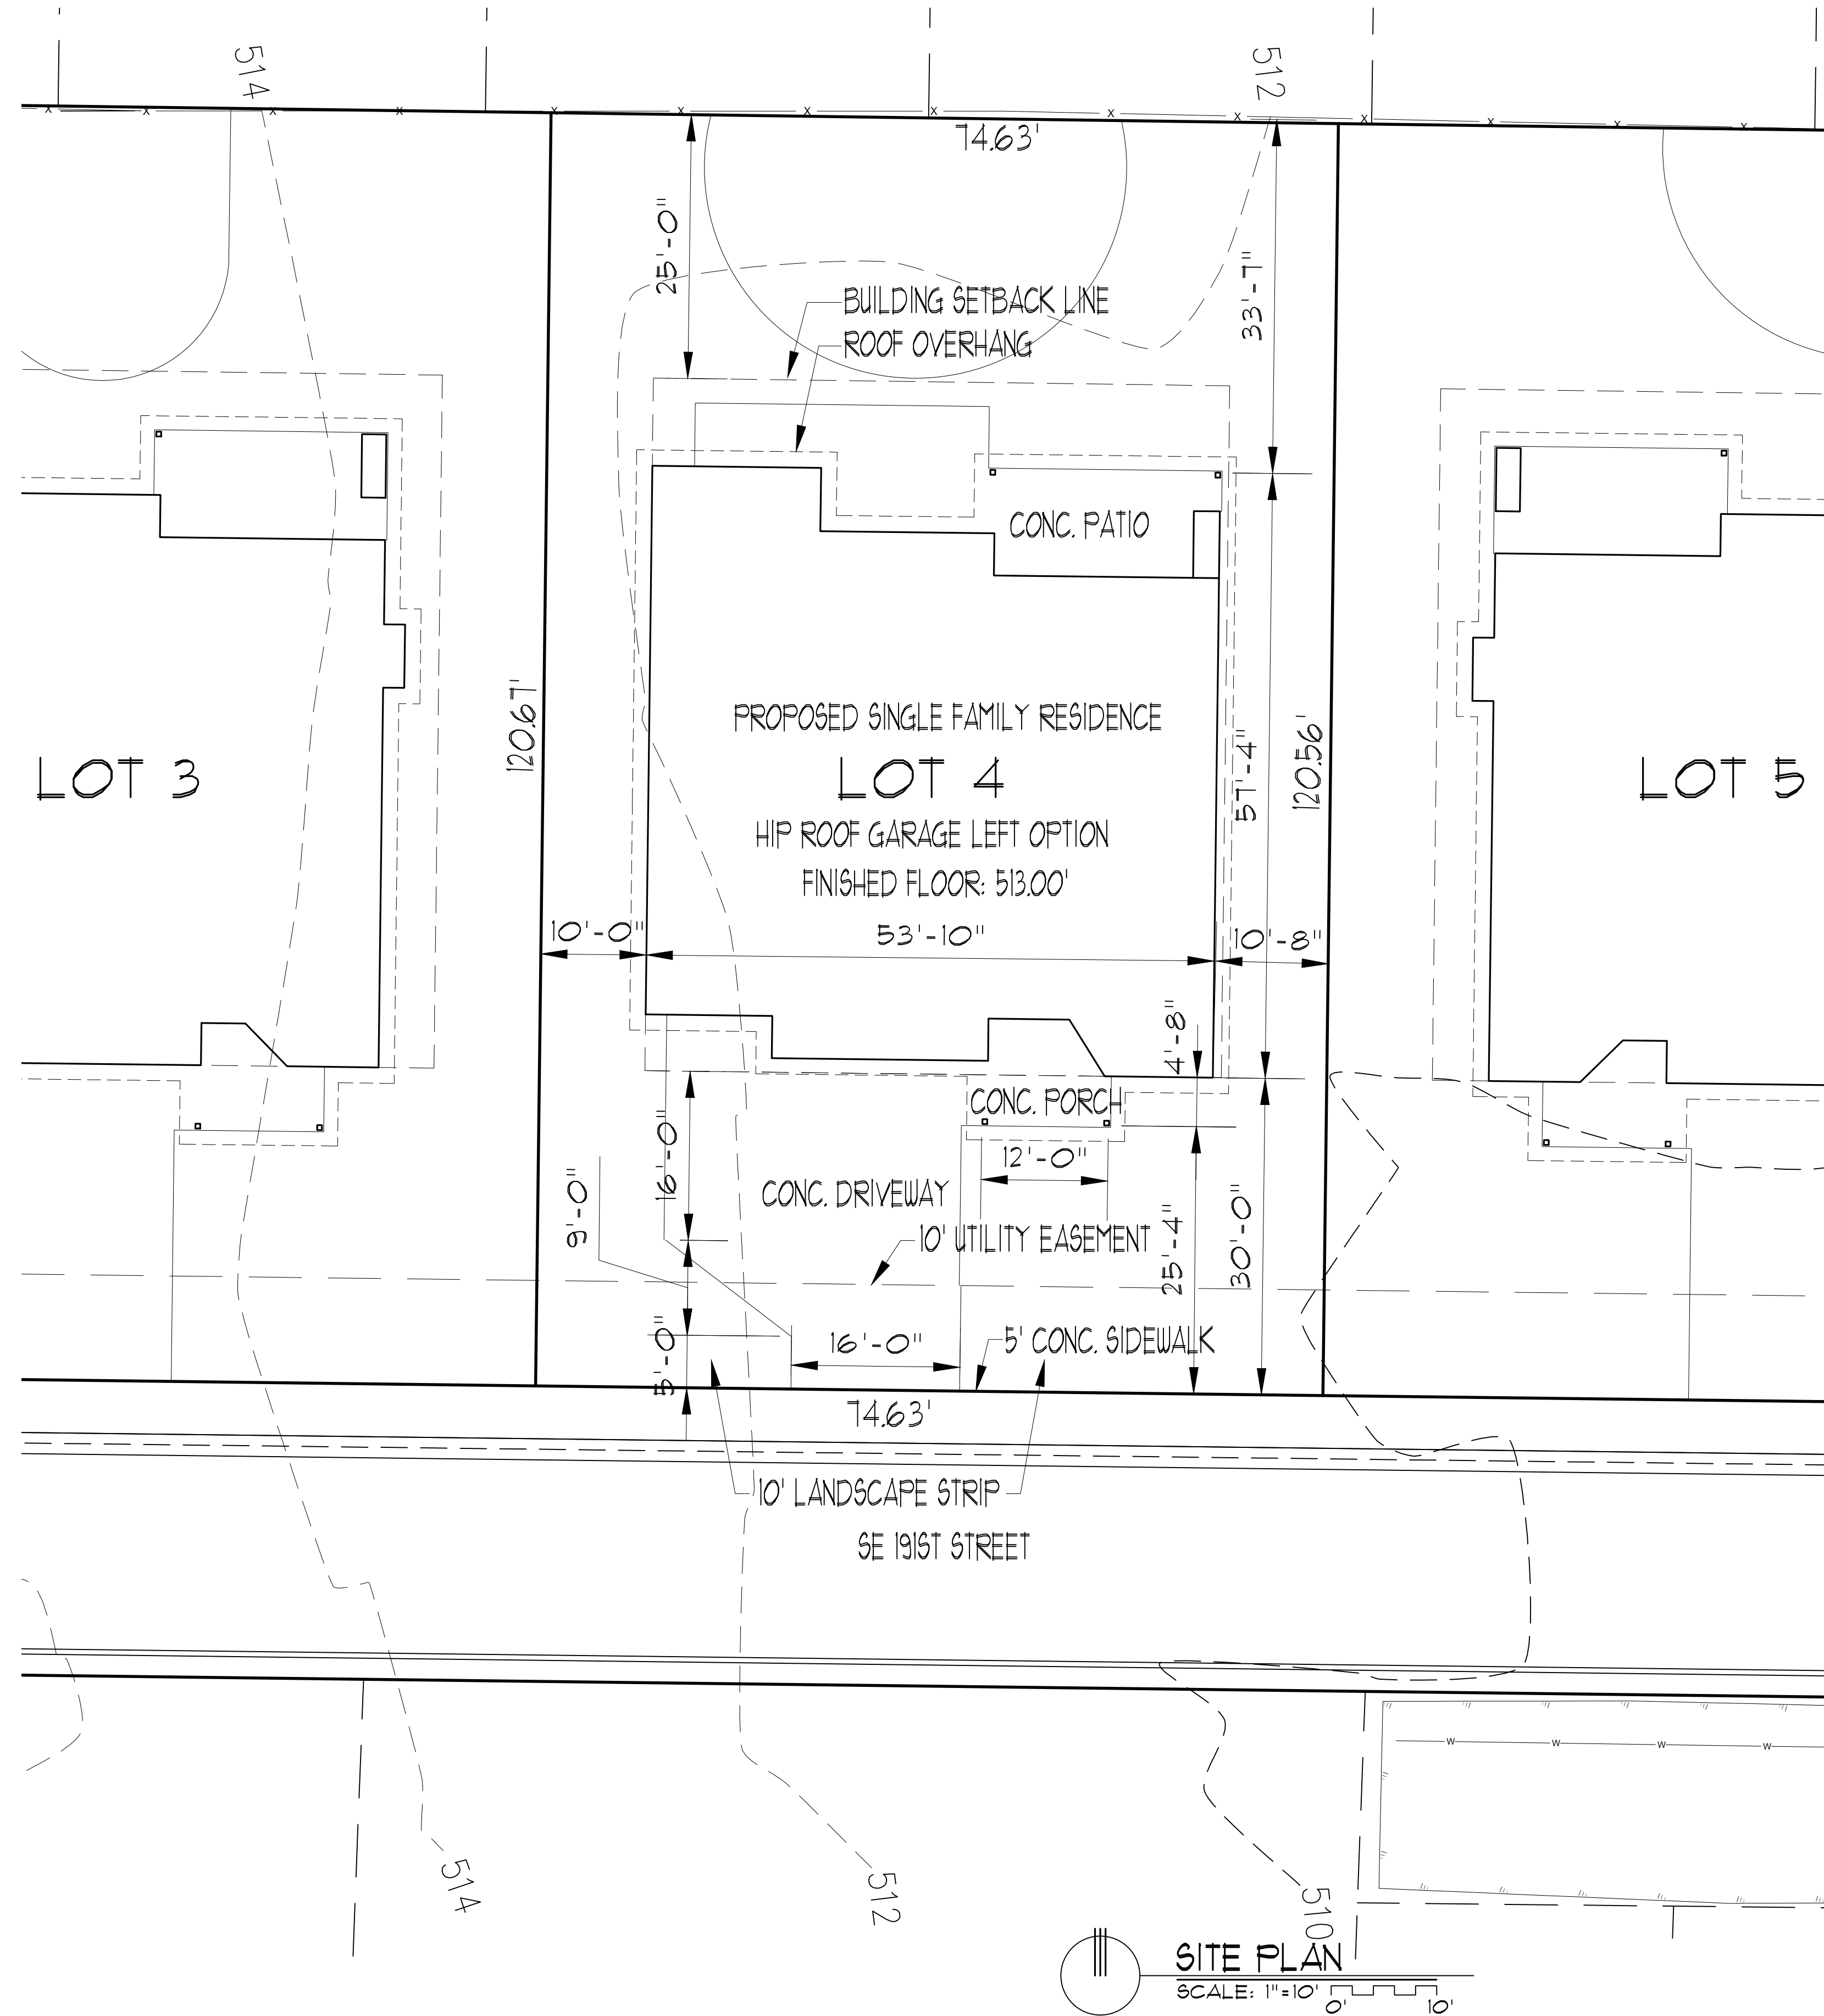 514
512
74.63'
25'-0"
33'-7"
BUILDING SETBACK LINE
ROOF OVERHANG
CONC. PATIO
120.67'
PROPOSED SINGLE FAMILY RESIDENCE
LOT 3
LOT 4
LOT 5
57'-4"
120.56'
HIP ROOF GARAGE LEFT OPTION
FINISHED FLOOR: 513.00'
10'-0"
53'-10"
10'-8"
4'-8"
CONC. PORCH
16'-0"
12'-0"
9'-0"
CONC. DRIVEWAY
10' UTILITY EASEMENT
25'-4"
30'-0"
5'-0"
16'-0"
5' CONC. SIDEWALK
74.63'
10' LANDSCAPE STRIP
SE 191ST STREET
W W W W
514
512
510
SITE PLAN
SCALE: 1"=10'
0' 10'